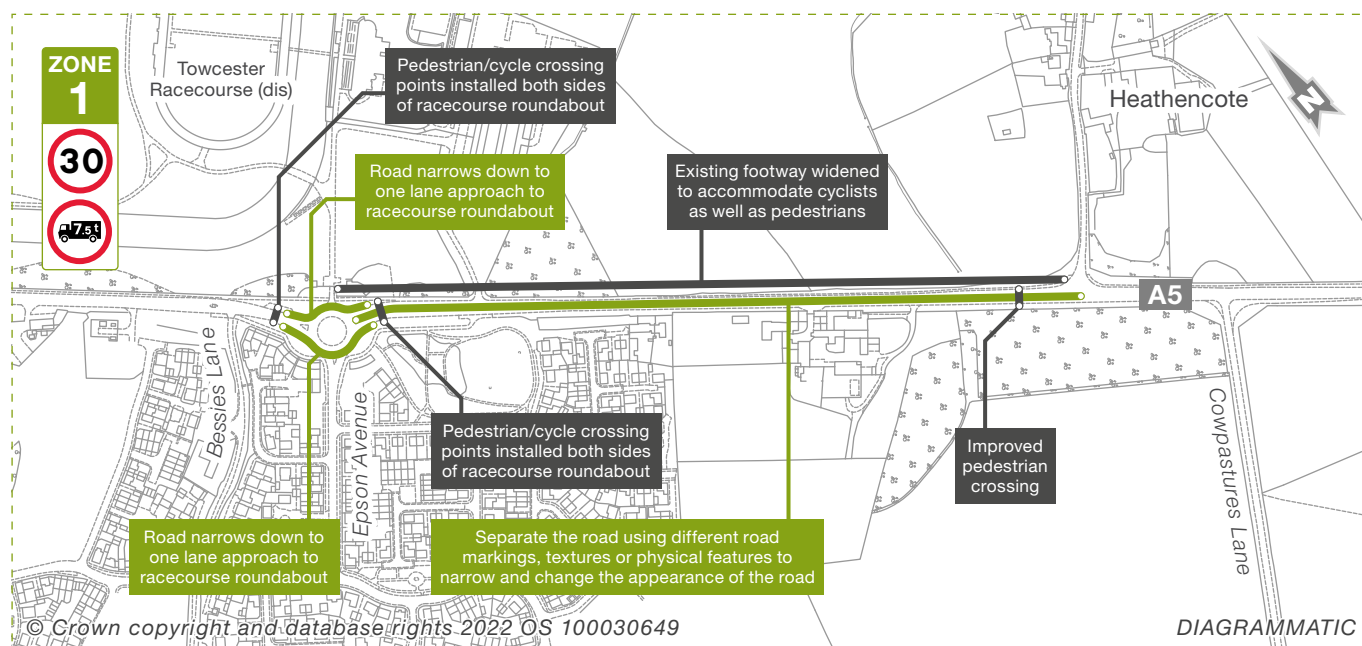 ZONE
1
30
7.5 t
Towcester
Racecourse (dis)
Pedestrian/cycle crossing
points installed both sides
of racecourse roundabout
Heathencote
N
Road narrows down to
one lane approach to
racecourse roundabout
Existing footway widened
to accommodate cyclists
as well as pedestrians
A5
Bessies Lane
Epson Avenue
Pedestrian/cycle crossing
points installed both sides
of racecourse roundabout
Improved
pedestrian
crossing
Cowpastures Lane
Road narrows down to
one lane approach to
racecourse roundabout
Separate the road using different road
markings, textures or physical features to
narrow and change the appearance of the road
© Crown copyright and database rights 2022 OS 100030649
DIAGRAMMATIC